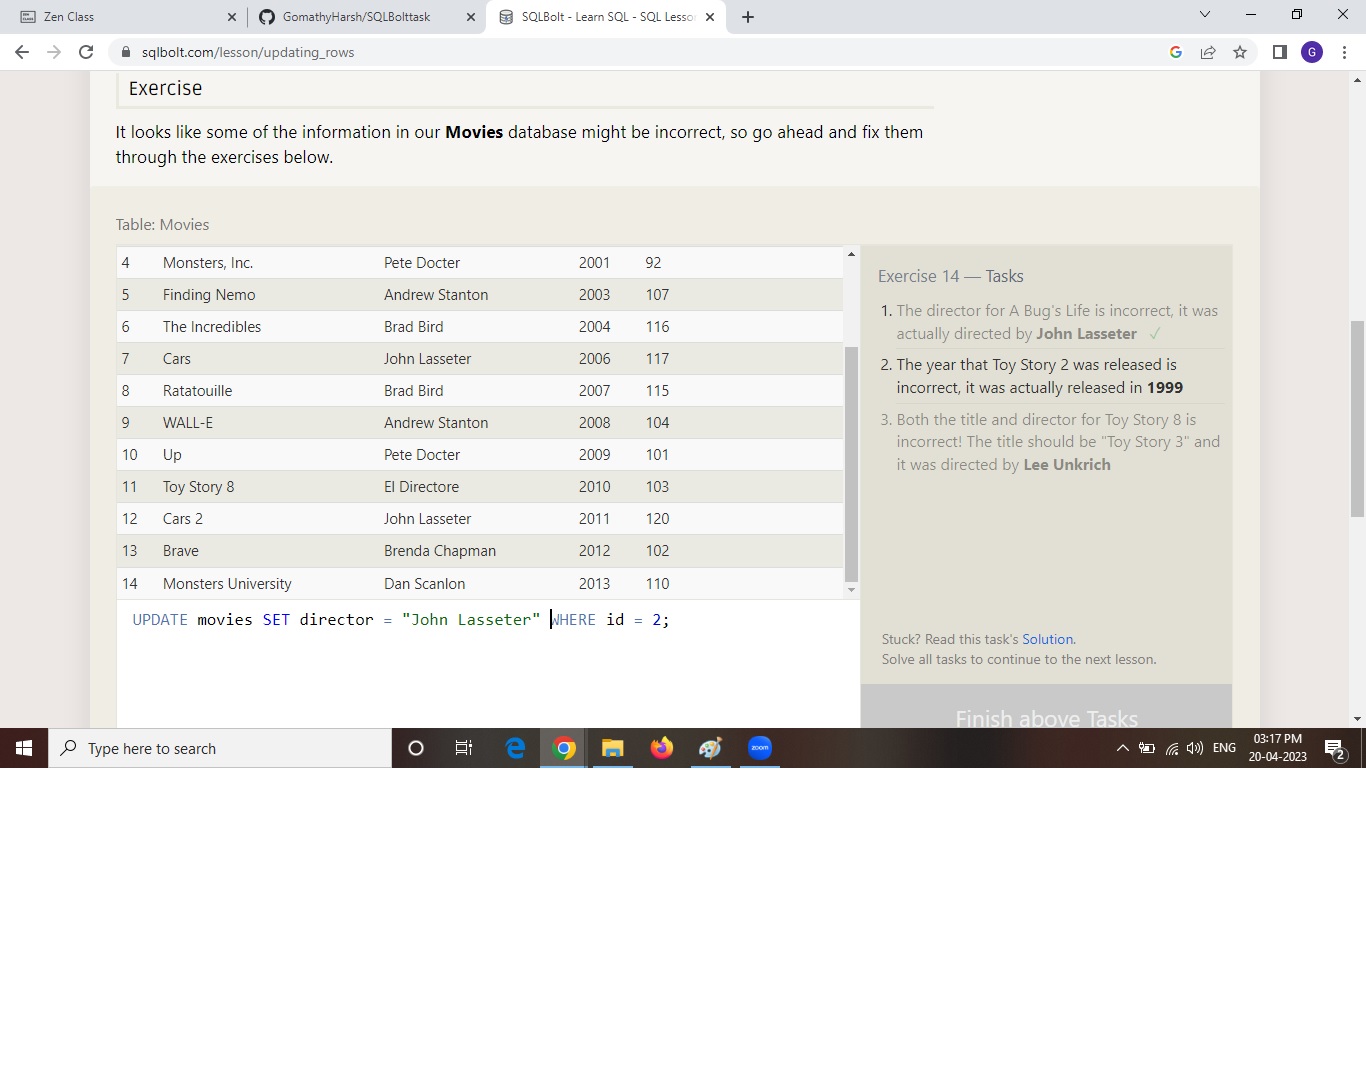 Zen Class
GomathyHarsh/SQLBolttask
SQLBolt - Learn SQL - SQL Lesso
sqlbolt.com/lesson/updating_rows
G
G
Exercise
It looks like some of the information in our Movies database might be incorrect, so go ahead and fix them
through the exercises below.
Table: Movies
4 Monsters, Inc. Pete Docter 2001 92
5 Finding Nemo Andrew Stanton 2003 107
6 The Incredibles Brad Bird 2004 116
7 Cars John Lasseter 2006 117
8 Ratatouille Brad Bird 2007 115
9 WALL-E Andrew Stanton 2008 104
10 Up Pete Docter 2009 101
11 Toy Story 8 El Directore 2010 103
12 Cars 2 John Lasseter 2011 120
13 Brave Brenda Chapman 2012 102
14 Monsters University Dan Scanlon 2013 110
UPDATE movies SET director = "John Lasseter" WHERE id = 2;
Exercise 14 — Tasks
1. The director for A Bug's Life is incorrect, it was
actually directed by John Lasseter ✓
2. The year that Toy Story 2 was released is
incorrect, it was actually released in 1999
3. Both the title and director for Toy Story 8 is
incorrect! The title should be "Toy Story 3" and
it was directed by Lee Unkrich
Stuck? Read this task's Solution.
Solve all tasks to continue to the next lesson.
Finish above Tasks
Type here to search
zoom
ENG
03:17 PM
20-04-2023
2